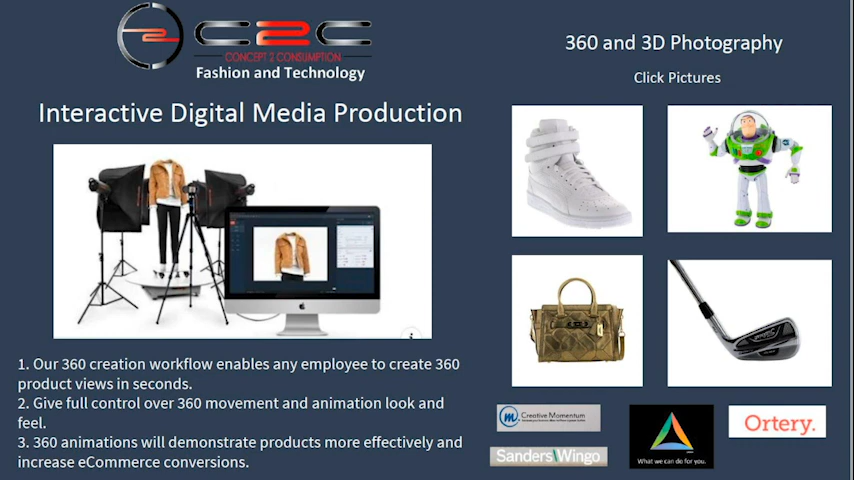 C2C
CONCEPT 2 CONSUMPTION
Fashion and Technology
Interactive Digital Media Production
1. Our 360 creation workflow enables any employee to create 360
product views in seconds.
2. Give full control over 360 movement and animation look and
feel.
3. 360 animations will demonstrate products more effectively and
increase eCommerce conversions.
360 and 3D Photography
Click Pictures
Creative Momentum
Sanders\Wingo
What we can do for you.
Ortery.